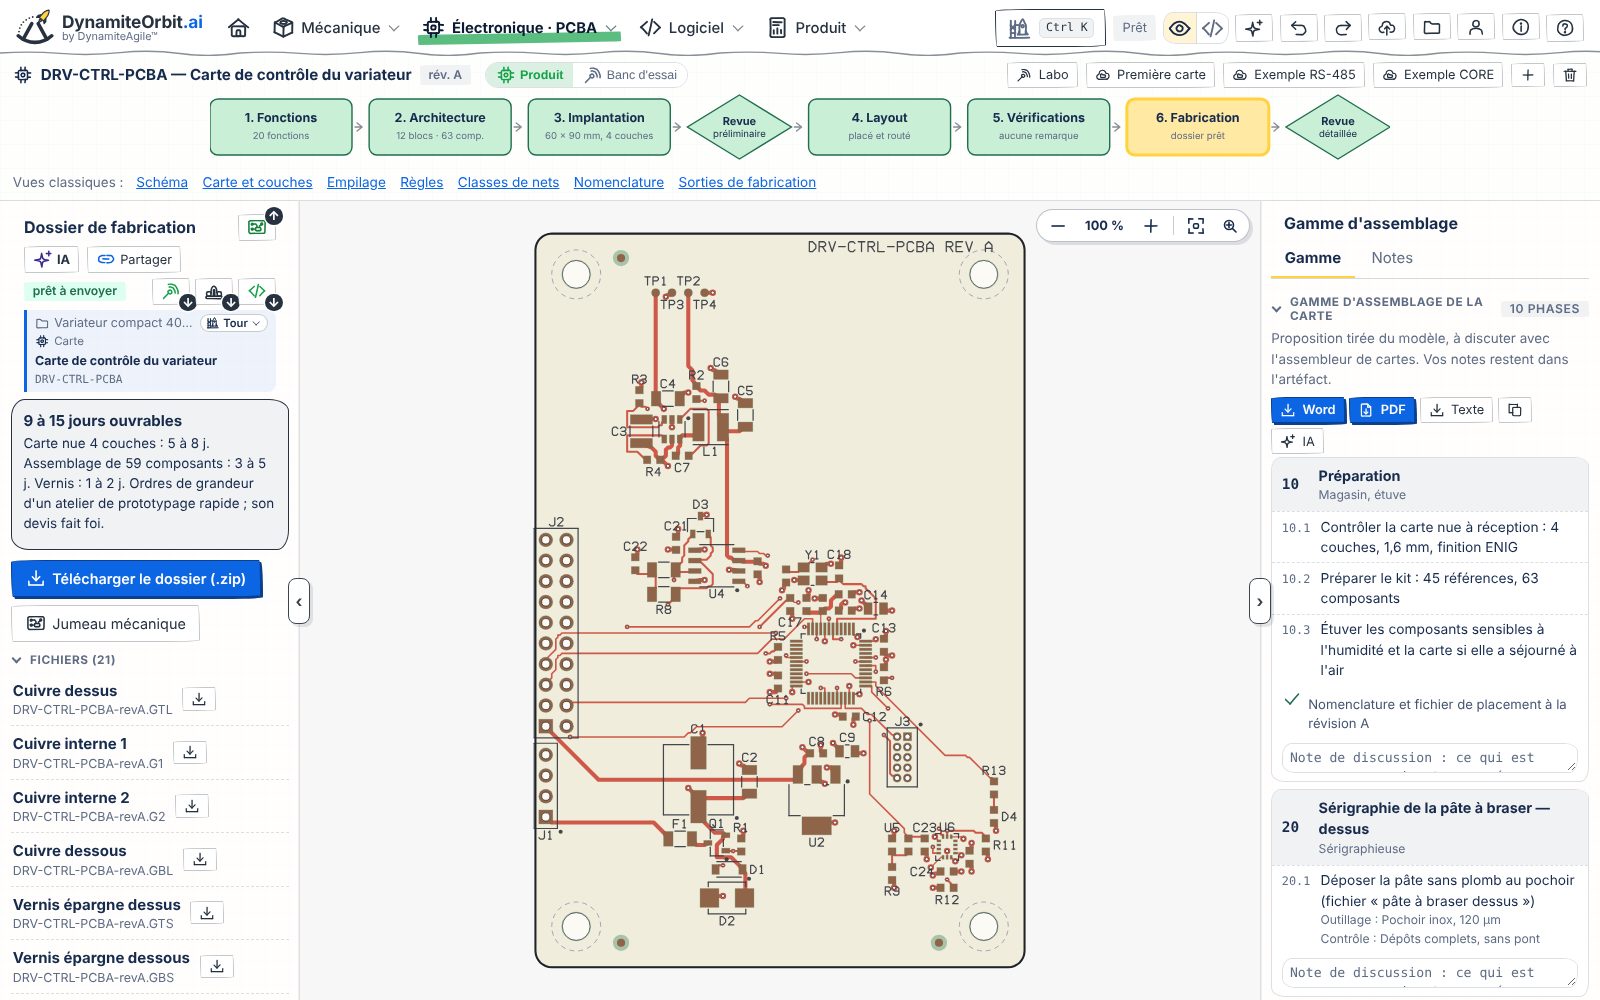 DynamiteOrbit.ai
by DynamiteAgile™
Mécanique
Électronique · PCBA
Logiciel
Produit
Ctrl K
Prêt
DRV-CTRL-PCBA — Carte de contrôle du variateur
rév. A
Produit
Banc d'essai
Labo
Première carte
Exemple RS-485
Exemple CORE
1. Fonctions
20 fonctions
2. Architecture
12 blocs · 63 comp.
3. Implantation
60 × 90 mm, 4 couches
Revue
préliminaire
4. Layout
placé et routé
5. Vérifications
aucune remarque
6. Fabrication
dossier prêt
Revue
détaillée
Vues classiques :
Schéma
Carte et couches
Empilage
Règles
Classes de nets
Nomenclature
Sorties de fabrication
Dossier de fabrication
IA
Partager
prêt à envoyer
Variateur compact 40...
Tour
Carte
Carte de contrôle du variateur
DRV-CTRL-PCBA
9 à 15 jours ouvrables
Carte nue 4 couches : 5 à 8 j.
Assemblage de 59 composants : 3 à 5
j. Vernis : 1 à 2 j. Ordres de grandeur
d'un atelier de prototypage rapide ; son
devis fait foi.
Télécharger le dossier (.zip)
Jumeau mécanique
FICHIERS (21)
Cuivre dessus
DRV-CTRL-PCBA-revA.GTL
Cuivre interne 1
DRV-CTRL-PCBA-revA.G1
Cuivre interne 2
DRV-CTRL-PCBA-revA.G2
Cuivre dessous
DRV-CTRL-PCBA-revA.GBL
Vernis épargne dessus
DRV-CTRL-PCBA-revA.GTS
Vernis épargne dessous
DRV-CTRL-PCBA-revA.GBS
100 %
DRV-CTRL-PCBA REV A
TP1 TP2
TP3 TP4
C6
R3 C4 R2
C5
C3
L1
R4 C7
D3
J2
C21
C22
Y1 C18
R8
U4
C14
C17
R5
C13
C11
R6
C12
J3
C1
C8 C9
C2
R13
D4
J1
F1 Q1 R1
U2
U5 C23 U6
R11
D1
C24
R9
R12
D2
Gamme d'assemblage
Gamme
Notes
GAMME D'ASSEMBLAGE DE LA
CARTE
10 PHASES
Proposition tirée du modèle, à discuter avec
l'assembleur de cartes. Vos notes restent dans
l'artéfact.
Word
PDF
Texte
IA
10
Préparation
Magasin, étuve
10.1 Contrôler la carte nue à réception : 4
couches, 1,6 mm, finition ENIG
10.2 Préparer le kit : 45 références, 63
composants
10.3 Étuver les composants sensibles à
l'humidité et la carte si elle a séjourné à
l'air
Nomenclature et fichier de placement à la
révision A
Note de discussion : ce qui est
20
Sérigraphie de la pâte à braser —
dessus
Sérigraphieuse
20.1 Déposer la pâte sans plomb au pochoir
(fichier « pâte à braser dessus »)
Outillage : Pochoir inox, 120 µm
Contrôle : Dépôts complets, sans pont
Note de discussion : ce qui est